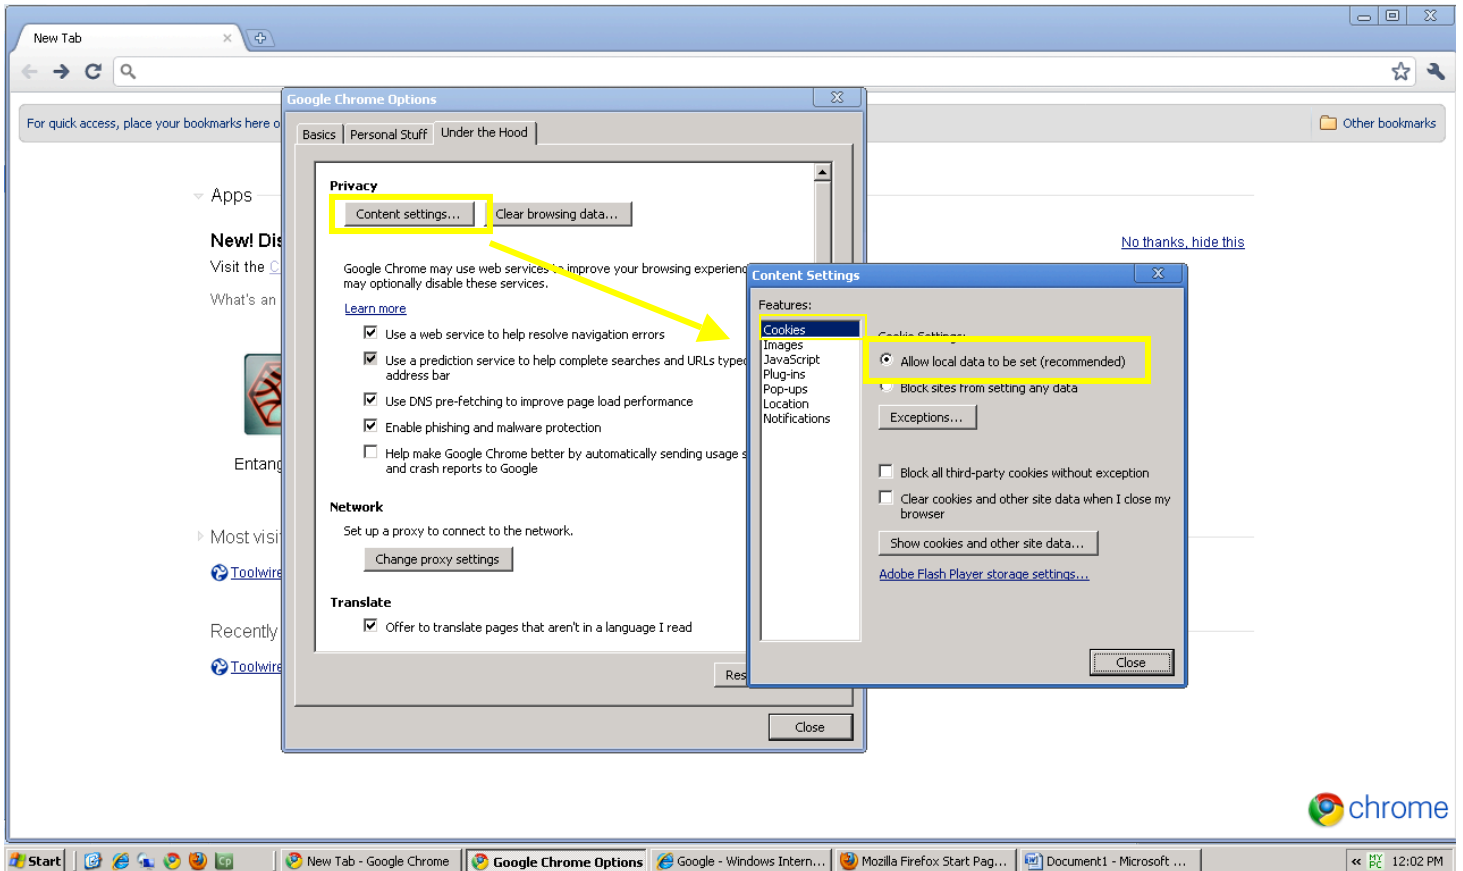 New Tab
For quick access, place your bookmarks here o
Other bookmarks
Apps
New! Dis
Visit the C
What's an
No thanks, hide this
Entang
Most visi
Toolwire
Recently
Toolwire
Google Chrome Options
Basics
Personal Stuff
Under the Hood
Privacy
Content settings...
Clear browsing data...
Google Chrome may use web services to improve your browsing experienc
may optionally disable these services.
Learn more
Use a web service to help resolve navigation errors
Use a prediction service to help complete searches and URLs typed
address bar
Use DNS pre-fetching to improve page load performance
Enable phishing and malware protection
Help make Google Chrome better by automatically sending usage s
and crash reports to Google
Network
Set up a proxy to connect to the network.
Change proxy settings
Translate
Offer to translate pages that aren't in a language I read
Res
Close
Content Settings
Features:
Cookies
Images
JavaScript
Plug-ins
Pop-ups
Location
Notifications
Cookie Settings:
Allow local data to be set (recommended)
Block sites from setting any data
Exceptions...
Block all third-party cookies without exception
Clear cookies and other site data when I close my
browser
Show cookies and other site data...
Adobe Flash Player storage settings...
Close
chrome
Start
Cp
New Tab - Google Chrome
Google Chrome Options
Google - Windows Intern...
Mozilla Firefox Start Pag...
Document1 - Microsoft ...
MY
PC
12:02 PM